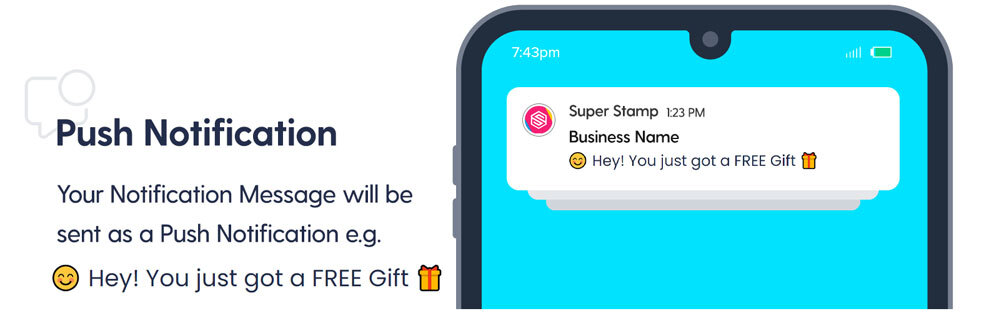 Push Notification
Your Notification Message will be
sent as a Push Notification e.g.
😊 Hey! You just got a FREE Gift 🎁
7:43pm
Super Stamp 1:23 PM
Business Name
😊 Hey! You just got a FREE Gift 🎁